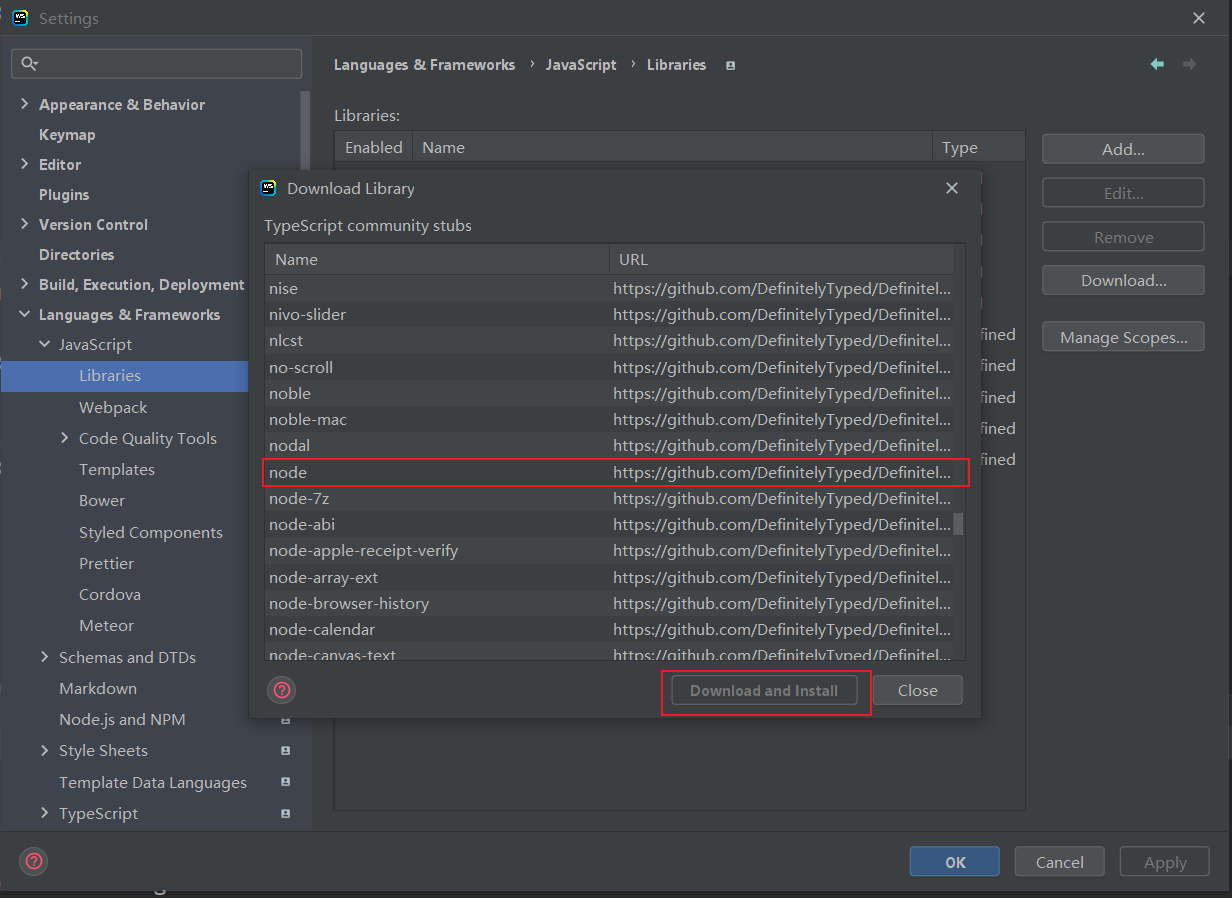 Settings
Languages & Frameworks › JavaScript › Libraries
Appearance & Behavior
Keymap
Editor
Plugins
Version Control
Directories
Build, Execution, Deployment
Languages & Frameworks
JavaScript
Libraries
Webpack
Code Quality Tools
Templates
Bower
Styled Components
Prettier
Cordova
Meteor
Schemas and DTDs
Markdown
Node.js and NPM
Style Sheets
Template Data Languages
TypeScript
Libraries:
Enabled Name Type
fined
fined
fined
fined
fined
Add...
Edit...
Remove
Download...
Manage Scopes...
Download Library
TypeScript community stubs
Name URL
nise https://github.com/DefinitelyTyped/Definitel...
nivo-slider https://github.com/DefinitelyTyped/Definitel...
nlcst https://github.com/DefinitelyTyped/Definitel...
no-scroll https://github.com/DefinitelyTyped/Definitel...
noble https://github.com/DefinitelyTyped/Definitel...
noble-mac https://github.com/DefinitelyTyped/Definitel...
nodal https://github.com/DefinitelyTyped/Definitel...
node https://github.com/DefinitelyTyped/Definitel...
node-7z https://github.com/DefinitelyTyped/Definitel...
node-abi https://github.com/DefinitelyTyped/Definitel...
node-apple-receipt-verify https://github.com/DefinitelyTyped/Definitel...
node-array-ext https://github.com/DefinitelyTyped/Definitel...
node-browser-history https://github.com/DefinitelyTyped/Definitel...
node-calendar https://github.com/DefinitelyTyped/Definitel...
node-canvas-text https://github.com/DefinitelyTyped/Definitel...
Download and Install Close
OK Cancel Apply